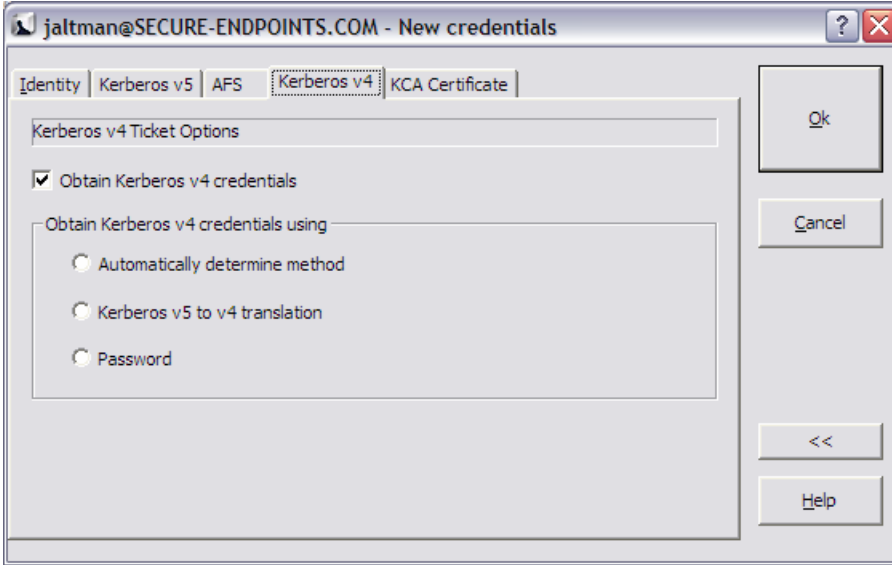 jaltman@SECURE-ENDPOINTS.COM - New credentials
?
X
Identity
Kerberos v5
AFS
Kerberos v4
KCA Certificate
Kerberos v4 Ticket Options
Obtain Kerberos v4 credentials
Obtain Kerberos v4 credentials using
Automatically determine method
Kerberos v5 to v4 translation
Password
Ok
Cancel
<<
Help